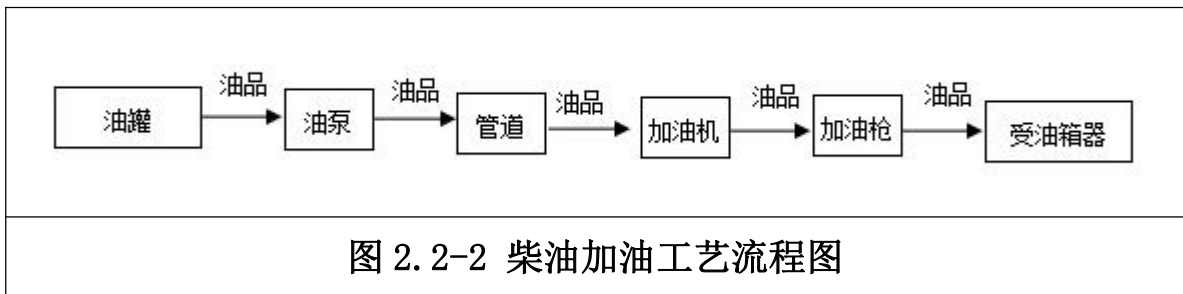 油品 油品 油品 油品 油品
油罐 油泵 管道 加油机 加油枪 受油箱器
图 2.2-2 柴油加油工艺流程图